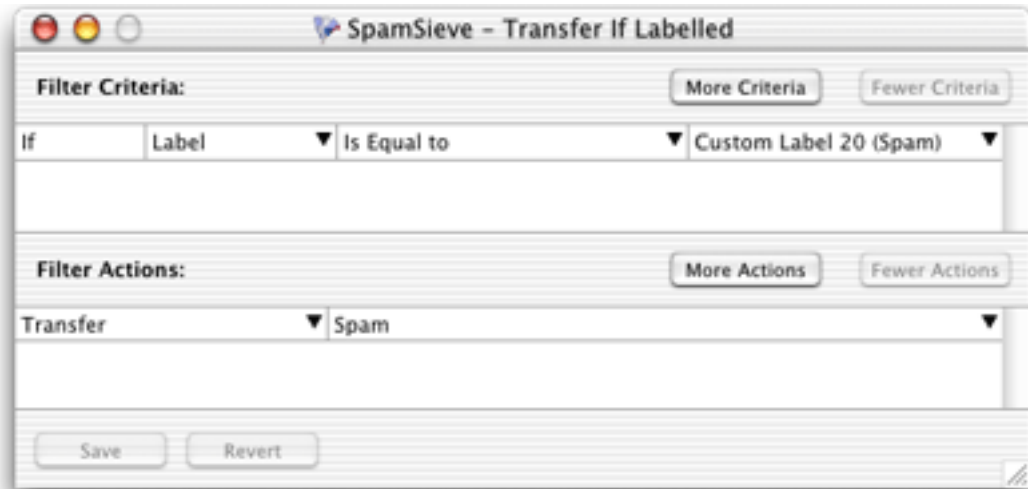 SpamSieve – Transfer If Labelled
Filter Criteria: More Criteria Fewer Criteria
If Label Is Equal to Custom Label 20 (Spam)
Filter Actions: More Actions Fewer Actions
Transfer Spam
Save Revert